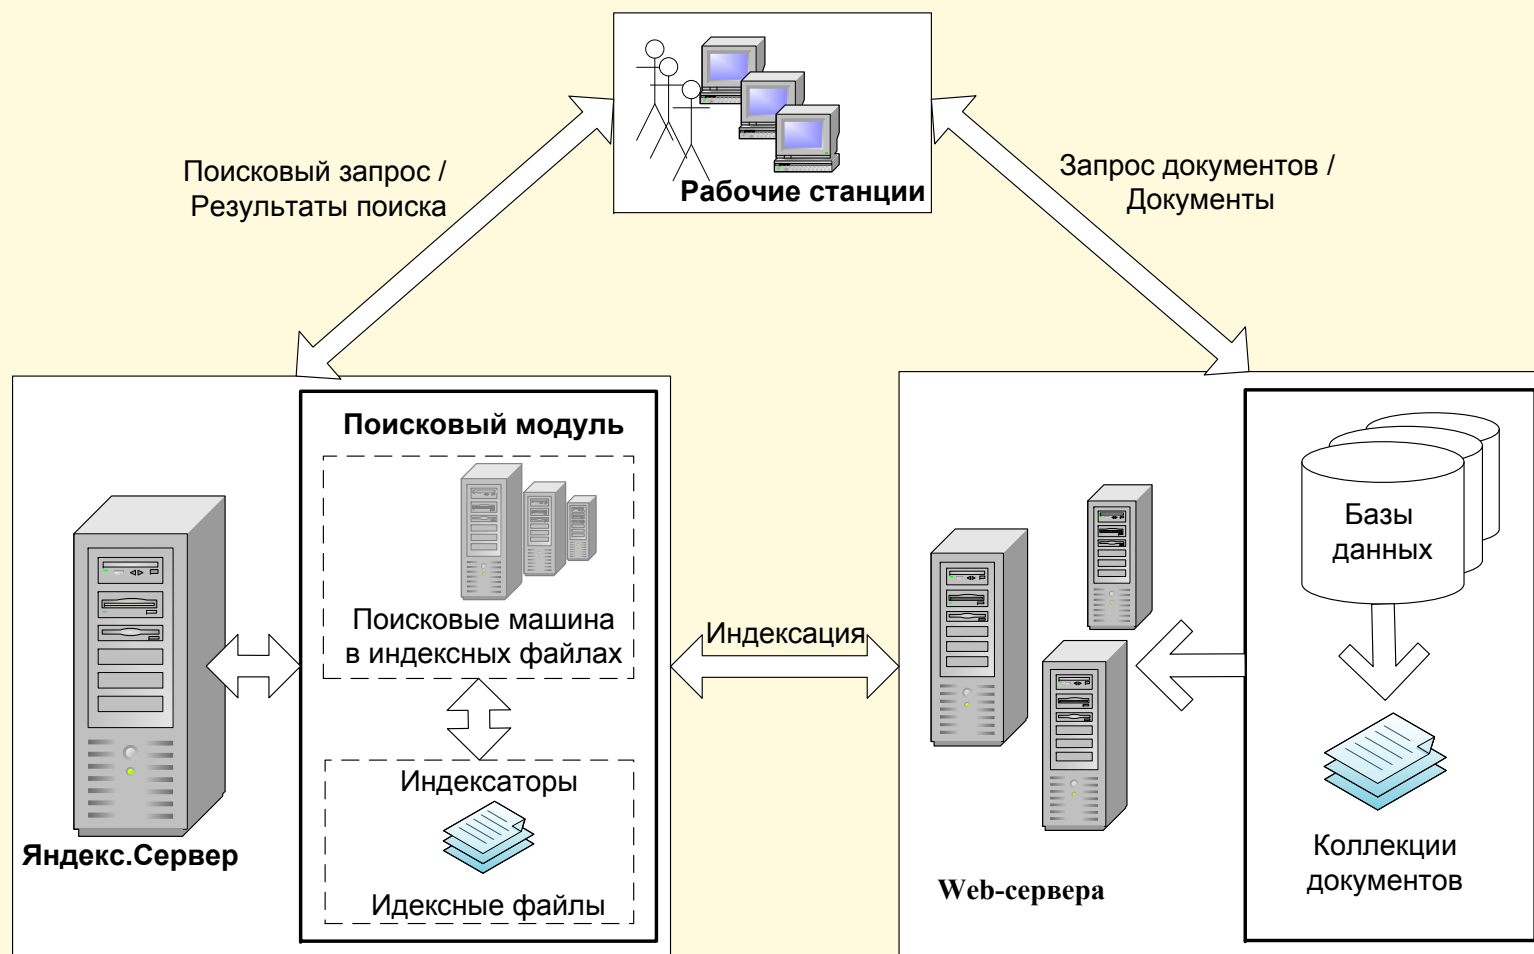 Рабочие станции
Поисковый запрос /
Результаты поиска
Запрос документов /
Документы
Поисковый модуль
Поисковые машина
в индексных файлах
Индексаторы
Идексные файлы
Яндекс.Сервер
Индексация
Web-сервера
Базы
данных
Коллекции
документов